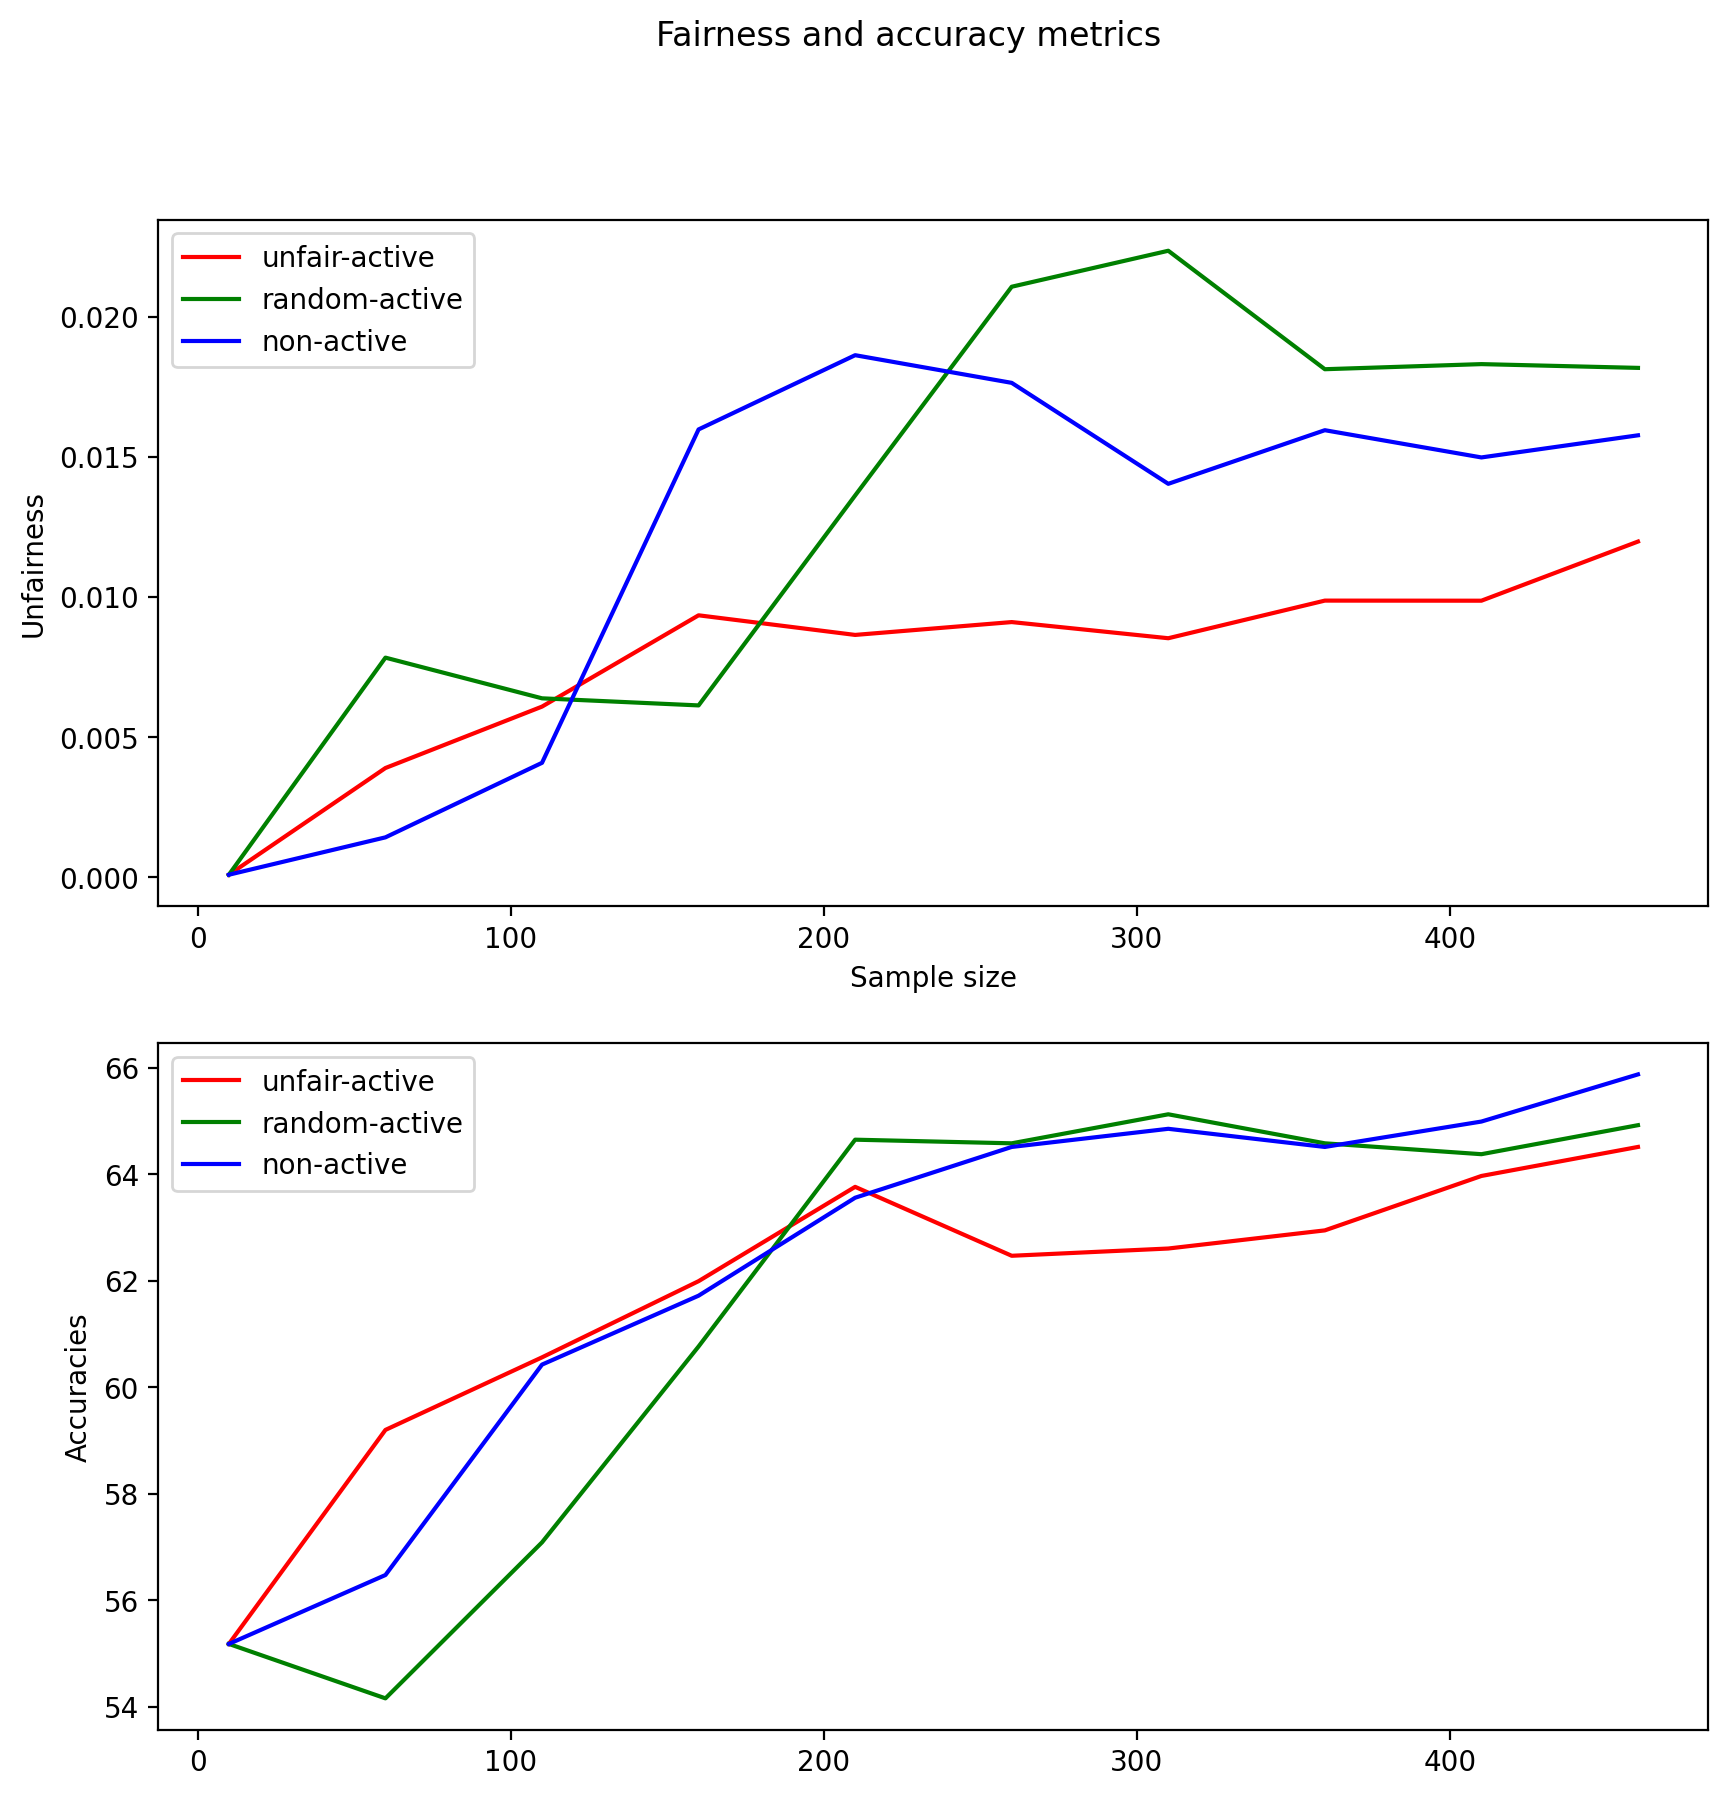 Fairness and accuracy metrics
unfair-active
random-active
non-active
Unfairness
0.020
0.015
0.010
0.005
0.000
0 100 200 300 400
Sample size
unfair-active
random-active
non-active
Accuracies
66
64
62
60
58
56
54
0 100 200 300 400